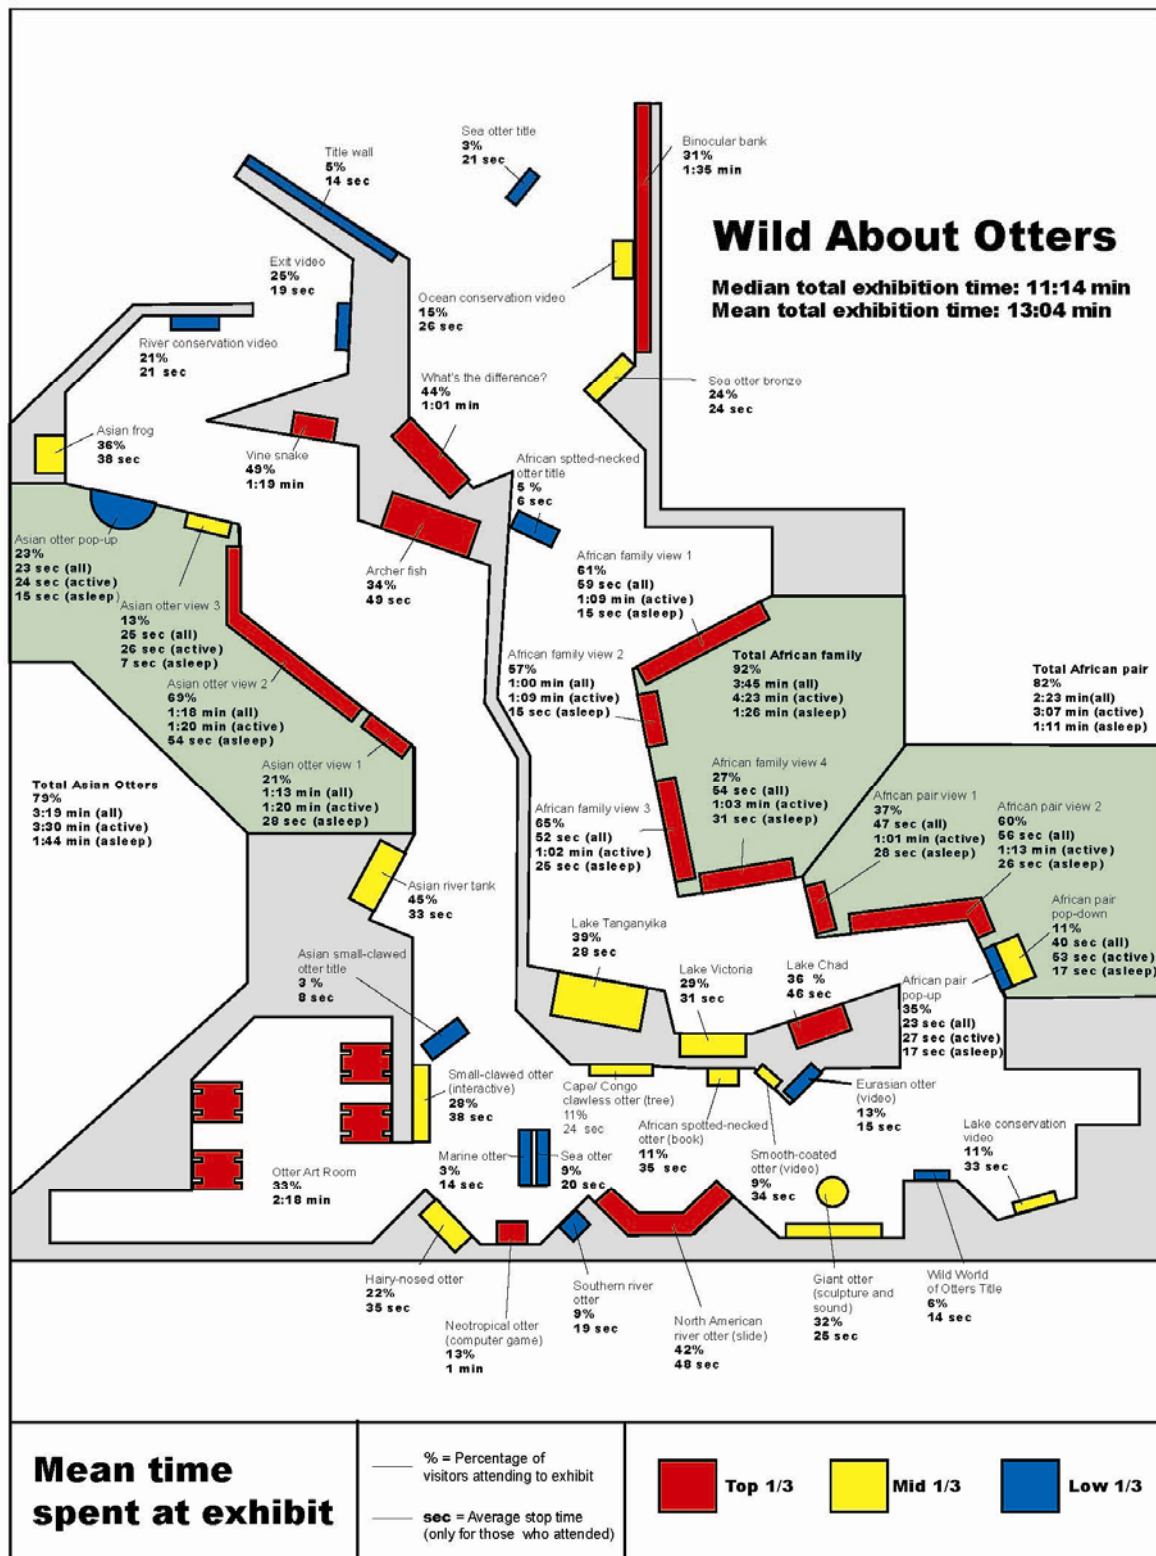 Sea otter title
3%
21 sec
Title wall
5%
14 sec
Binocular bank
31%
1:35 min
Wild About Otters
Median total exhibition time: 11:14 min
Mean total exhibition time: 13:04 min
Exit video
25%
19 sec
Ocean conservation video
15%
26 sec
River conservation video
21%
21 sec
What's the difference?
44%
1:01 min
Sea otter bronze
24%
24 sec
Asian frog
36%
38 sec
Vine snake
49%
1:19 min
African sptted-necked
otter title
5 %
6 sec
Asian otter pop-up
23%
23 sec (all)
24 sec (active)
15 sec (asleep)
Archer fish
34%
49 sec
African family view 1
61%
59 sec (all)
1:09 min (active)
15 sec (asleep)
Asian otter view 3
13%
25 sec (all)
26 sec (active)
7 sec (asleep)
African family view 2
57%
1:00 min (all)
1:09 min (active)
15 sec (asleep)
Total African family
92%
3:45 min (all)
4:23 min (active)
1:26 min (asleep)
Total African pair
82%
2:23 min(all)
3:07 min (active)
1:11 min (asleep)
Asian otter view 2
69%
1:18 min (all)
1:20 min (active)
54 sec (asleep)
Asian otter view 1
21%
1:13 min (all)
1:20 min (active)
28 sec (asleep)
African family view 4
27%
54 sec (all)
1:03 min (active)
31 sec (asleep)
Total Asian Otters
79%
3:19 min (all)
3:30 min (active)
1:44 min (asleep)
African family view 3
65%
52 sec (all)
1:02 min (active)
25 sec (asleep)
African pair view 1
37%
47 sec (all)
1:01 min (active)
28 sec (asleep)
African pair view 2
60%
56 sec (all)
1:13 min (active)
26 sec (asleep)
Asian river tank
45%
33 sec
African pair
pop-down
11%
40 sec (all)
53 sec (active)
17 sec (asleep)
Lake Tanganyika
39%
28 sec
Asian small-clawed
otter title
3 %
8 sec
Lake Victoria
29%
31 sec
Lake Chad
36 %
46 sec
African pair
pop-up
35%
23 sec (all)
27 sec (active)
17 sec (asleep)
Small-clawed otter
(interactive)
28%
38 sec
Cape/ Congo
clawless otter (tree)
11%
24 sec
Eurasian otter
(video)
13%
15 sec
African spotted-necked
otter (book)
11%
35 sec
Lake conservation
video
11%
33 sec
Marine otter
3%
14 sec
Sea otter
9%
20 sec
Smooth-coated
otter (video)
9%
34 sec
Otter Art Room
33%
2:18 min
Hairy-nosed otter
22%
35 sec
Southern river
otter
9%
19 sec
Giant otter
(sculpture and
sound)
32%
25 sec
Wild World
of Otters Title
6%
14 sec
Neotropical otter
(computer game)
13%
1 min
North American
river otter (slide)
42%
48 sec
Mean time
spent at exhibit
% = Percentage of
visitors attending to exhibit
sec = Average stop time
(only for those who attended)
Top 1/3
Mid 1/3
Low 1/3